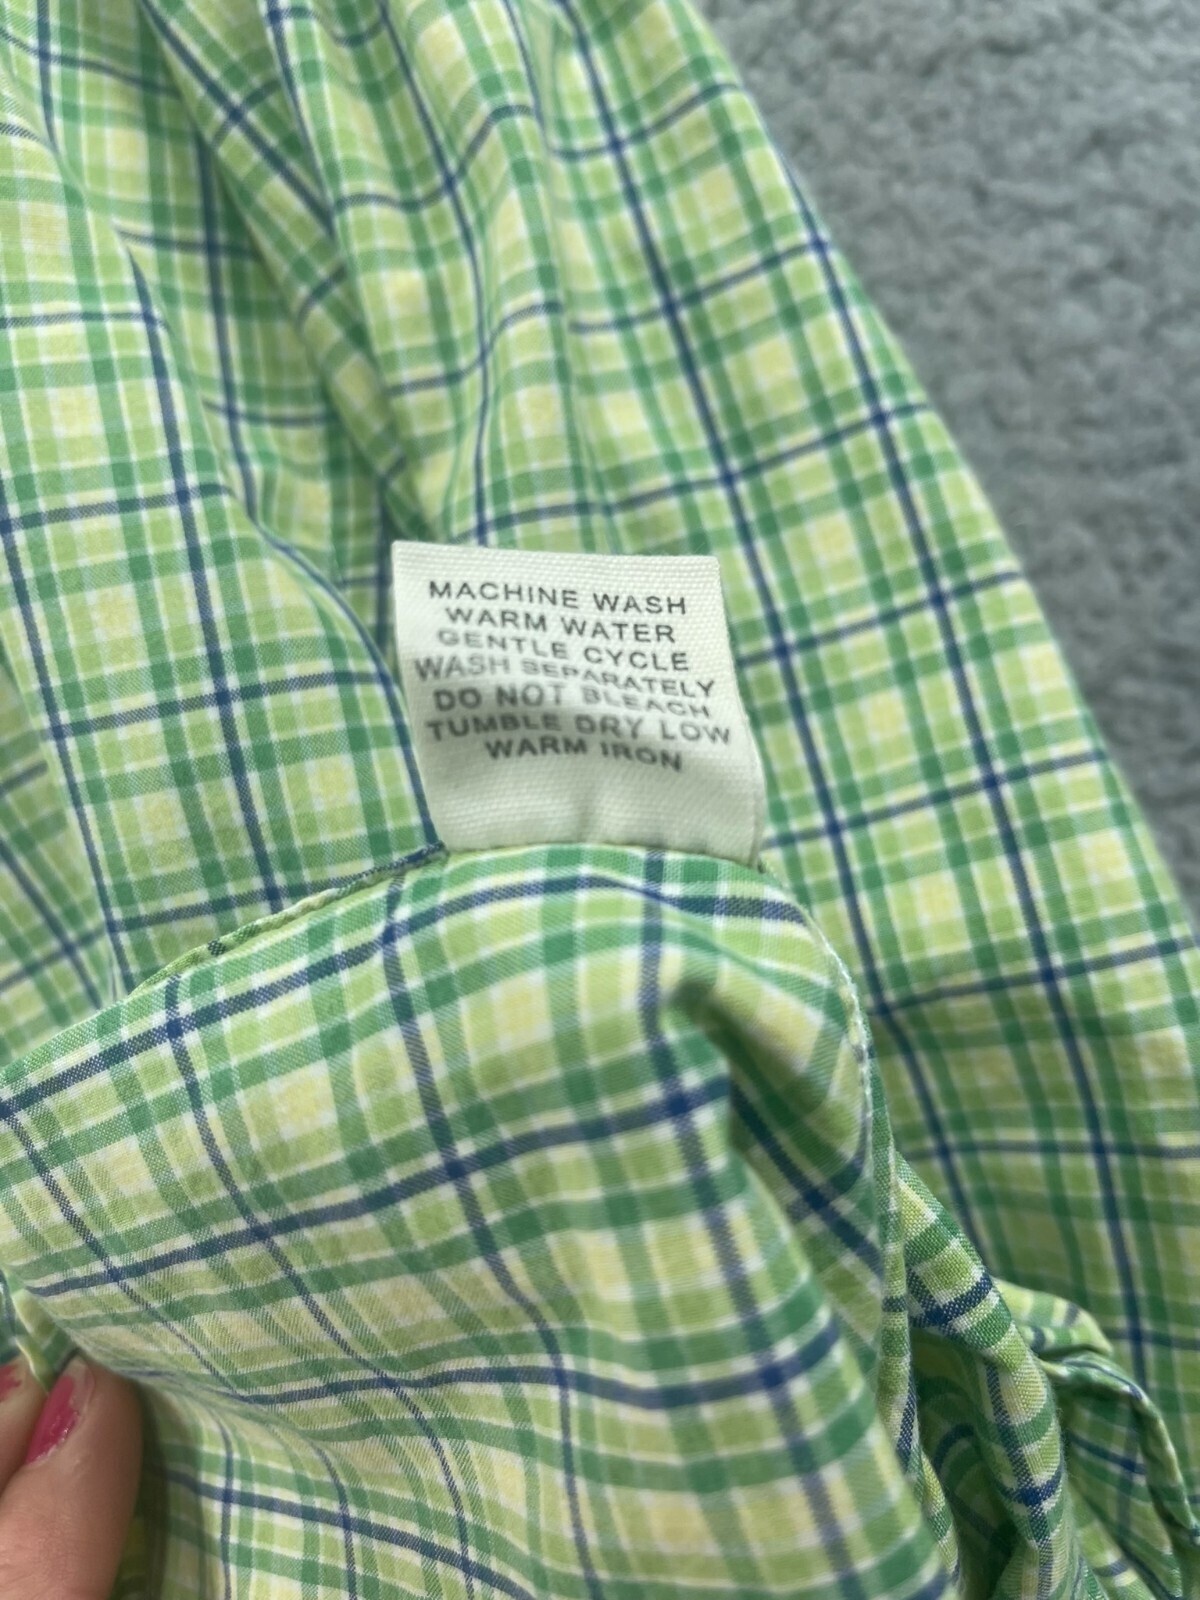 MACHINE WASH
WARM WATER
GENTLE CYCLE
WASH SEPARATELY
DO NOT BLEACH
TUMBLE DRY LOW
WARM IRON